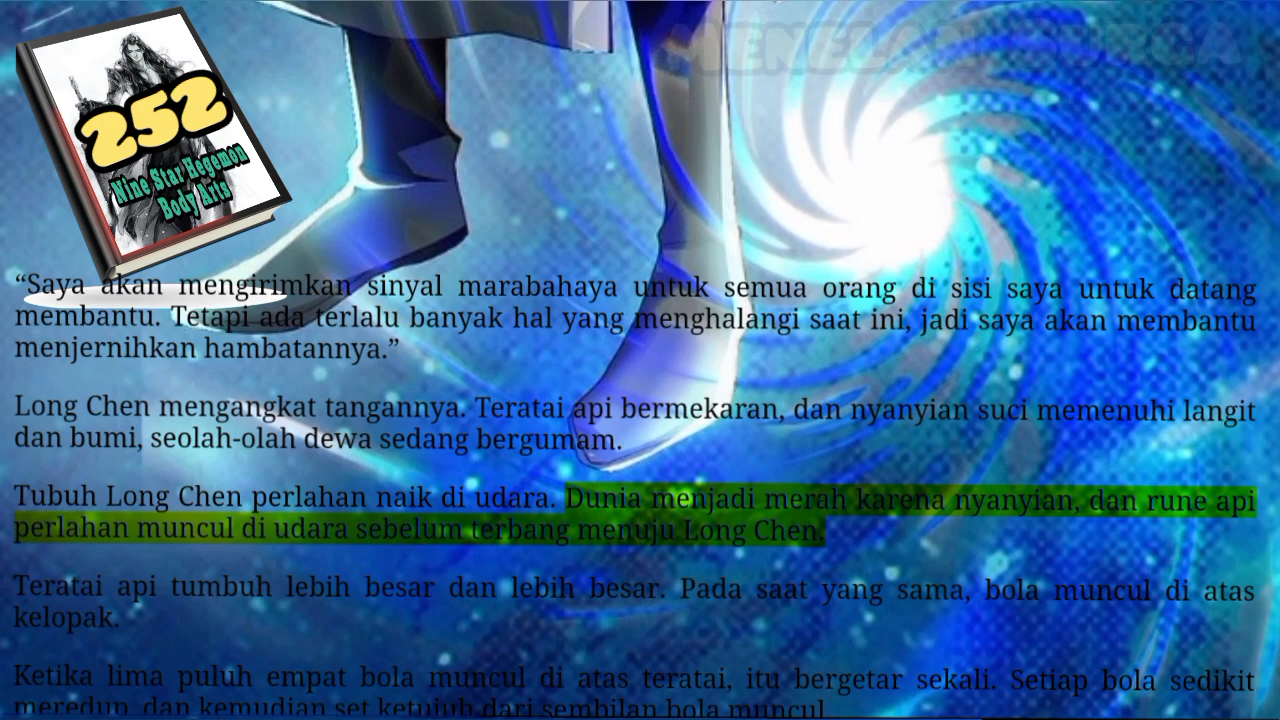 MENELAN SURGA
252
Nine Star Hegemon
Body Arts
“Saya akan mengirimkan sinyal marabahaya untuk semua orang di sisi saya untuk datang
membantu. Tetapi ada terlalu banyak hal yang menghalangi saat ini, jadi saya akan membantu
menjernihkan hambatannya.”
Long Chen mengangkat tangannya. Teratai api bermekaran, dan nyanyian suci memenuhi langit
dan bumi, seolah-olah dewa sedang bergumam.
Tubuh Long Chen perlahan naik di udara. Dunia menjadi merah karena nyanyian, dan rune api
perlahan muncul di udara sebelum terbang menuju Long Chen.
Teratai api tumbuh lebih besar dan lebih besar. Pada saat yang sama, bola muncul di atas
kelopak.
Ketika lima puluh empat bola muncul di atas teratai, itu bergetar sekali. Setiap bola sedikit
meredup, dan kemudian set ketujuh dari sembilan bola muncul